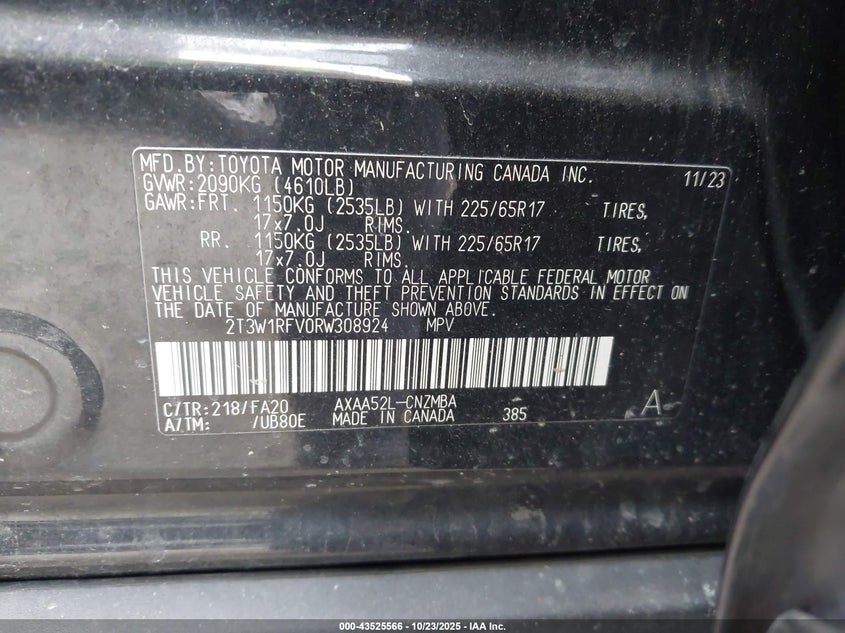 MFD.BY:TOYOTA MOTOR MANUFACTURING CANADA INC. 11/23
GVWR:2090KG (4610LB)
GAWR:FRT. 1150KG (2535LB) WITH 225/65R17 TIRES,
17x7.0J RIMS.
RR. 1150KG (2535LB) WITH 225/65R17 TIRES,
17x7.0J RIMS.
THIS VEHICLE CONFORMS TO ALL APPLICABLE FEDERAL MOTOR
VEHICLE SAFETY AND THEFT PREVENTION STANDARDS IN EFFECT ON
THE DATE OF MANUFACTURE SHOWN ABOVE.
2T3W1RFV0RW308924 MPV
C/TR:218/FA20 AXAA52L-CNZMBA
A/TM: /UB80E MADE IN CANADA 385 A
000-43525566 | 10/23/2025 - IAA Inc.